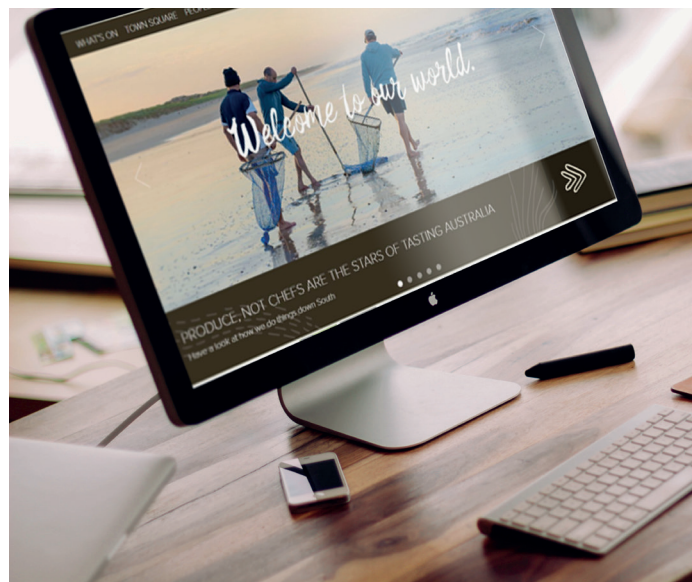 WHAT'S ON TOWN SQUARE
Welcome to our world.
PRODUCE, NOT CHEFS ARE THE STARS OF TASTING AUSTRALIA
"Have a look at how we do things down South